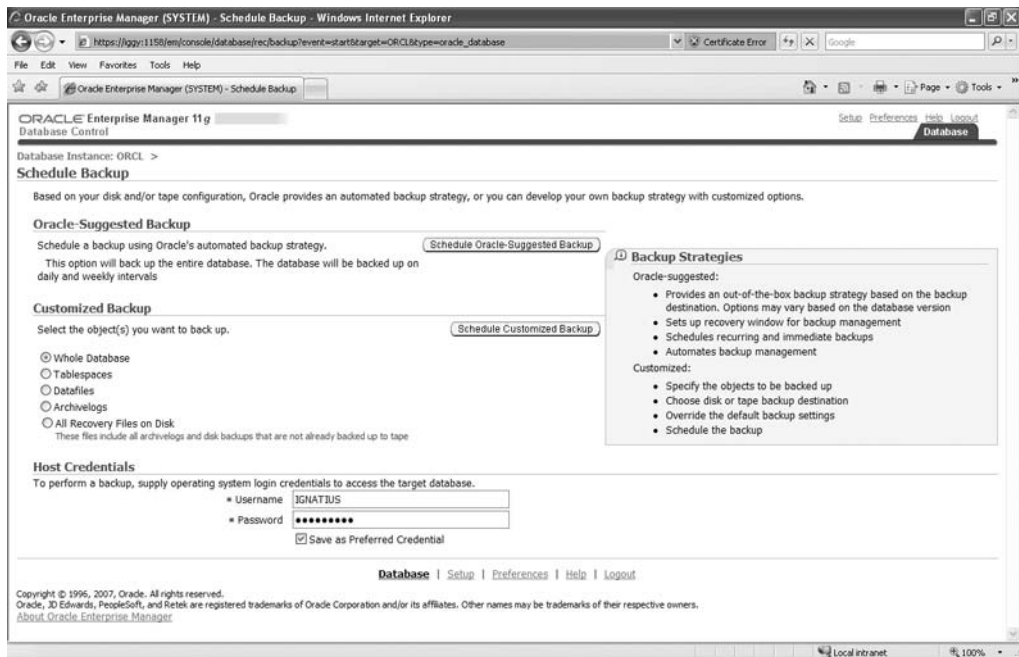 Oracle Enterprise Manager (SYSTEM) - Schedule Backup - Windows Internet Explorer
https://iggy:1158/em/console/database/rec/backup?event=start&target=ORCL&type=oracle_database
Certificate Error
Google
File Edit View Favorites Tools Help
Oracle Enterprise Manager (SYSTEM) - Schedule Backup
Page Tools
ORACLE Enterprise Manager 11g
Database Control
Setup Preferences Help Logout
Database
Database Instance: ORCL >
Schedule Backup
Based on your disk and/or tape configuration, Oracle provides an automated backup strategy, or you can develop your own backup strategy with customized options.
Oracle-Suggested Backup
Schedule a backup using Oracle's automated backup strategy.
Schedule Oracle-Suggested Backup
This option will back up the entire database. The database will be backed up on
daily and weekly intervals
Customized Backup
Select the object(s) you want to back up.
Schedule Customized Backup
Whole Database
Tablespaces
Datafiles
Archivelogs
All Recovery Files on Disk
These files include all archivelogs and disk backups that are not already backed up to tape
Backup Strategies
Oracle-suggested:
• Provides an out-of-the-box backup strategy based on the backup
destination. Options may vary based on the database version
• Sets up recovery window for backup management
• Schedules recurring and immediate backups
• Automates backup management
Customized:
• Specify the objects to be backed up
• Choose disk or tape backup destination
• Override the default backup settings
• Schedule the backup
Host Credentials
To perform a backup, supply operating system login credentials to access the target database.
* Username IGNATIUS
* Password •••••••••
Save as Preferred Credential
Database | Setup | Preferences | Help | Logout
Copyright © 1996, 2007, Oracle. All rights reserved.
Oracle, JD Edwards, PeopleSoft, and Retek are registered trademarks of Oracle Corporation and/or its affiliates. Other names may be trademarks of their respective owners.
About Oracle Enterprise Manager
Local intranet
100%